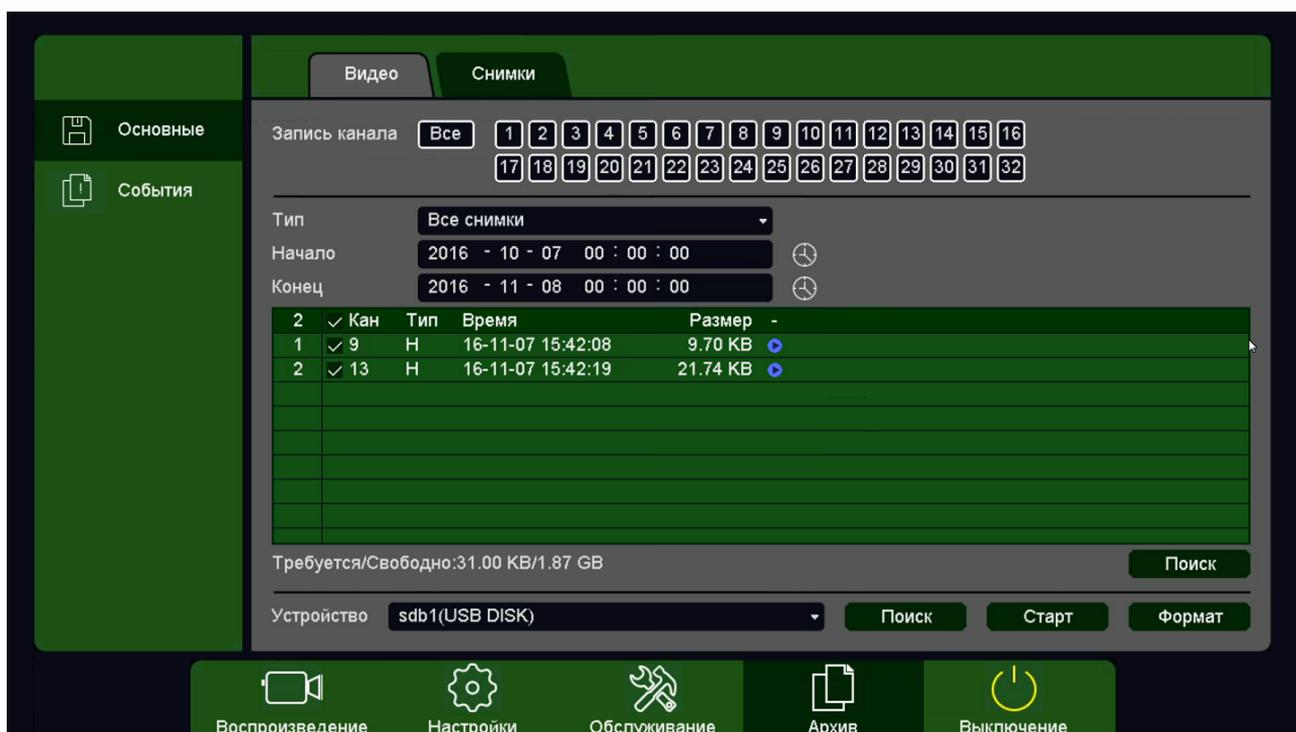 Видео Снимки
Основные
События
Запись канала Все 1 2 3 4 5 6 7 8 9 10 11 12 13 14 15 16
17 18 19 20 21 22 23 24 25 26 27 28 29 30 31 32
Тип Все снимки
Начало 2016 - 10 - 07 00 : 00 : 00
Конец 2016 - 11 - 08 00 : 00 : 00
2 Кан Тип Время Размер -
1 9 Н 16-11-07 15:42:08 9.70 KB
2 13 Н 16-11-07 15:42:19 21.74 KB
Требуется/Свободно:31.00 KB/1.87 GB Поиск
Устройство sdb1(USB DISK) Поиск Старт Формат
Воспроизведение Настройки Обслуживание Архив Выключение